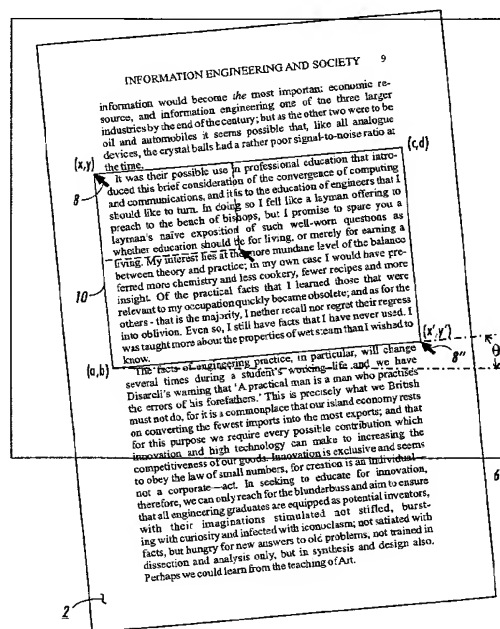 INFORMATION ENGINEERING AND SOCIETY 9
information would become the most important economic re-
source, and information engineering one of tne three larger
industries by the end of the century; but as the other two were to be
oil and automobiles it seems possible that, like all analogue
devices, the crystal balls had a rather poor signal-to-noise ratio at
the time.
(x,y)
(c,d)
8
It was their possible use in professional education that intro-
duced this brief consideration of the convergence of computing
and communications, and it is to the education of engineers that I
should like to turn. In doing so I fell like a layman offering to
preach to the bench of bishops, but I promise to spare you a
layman's naïve exposition of such well-worn questions as
whether education should be for living, or merely for earning a
living. My interest lies at the more mundane level of the balance
10
between theory and practice; in my own case I would have pre-
ferred more chemistry and less cookery, fewer recipes and more
insight. Of the practical facts that I learned those that were
relevant to my occupation quickly became obsolete; and as for the
others - that is the majority, I nether recall nor regret their regress
into oblivion. Even so, I still have facts that I have never used. I
was taught more about the properties of wet steam than I wished to
know.
(a,b)
(x',y')
8"
θ
The facts of engineering practice, in particular, will change
several times during a student's working life and we have
Disareli's warning that 'A practical man is a man who practises
the errors of his forefathers.' This is precisely what we British
must not do, for it is a commonplace that our island economy rests
on converting the fewest imports into the most exports; and that
for this purpose we require every possible contribution which
innovation and high technology can make to increasing the
competitiveness of our goods. Innovation is exclusive and seems
to obey the law of small numbers, for creation is an individual—
not a corporate—act. In seeking to educate for innovation,
therefore, we can only reach for the blunderbuss and aim to ensure
that all engineering graduates are equipped as potential inventors,
with their imaginations stimulated not stifled, burst-
ing with curiosity and infected with iconoclasm; not satiated with
facts, but hungry for new answers to old problems, not trained in
dissection and analysis only, but in synthesis and design also.
Perhaps we could learn from the teaching of Art.
6
2